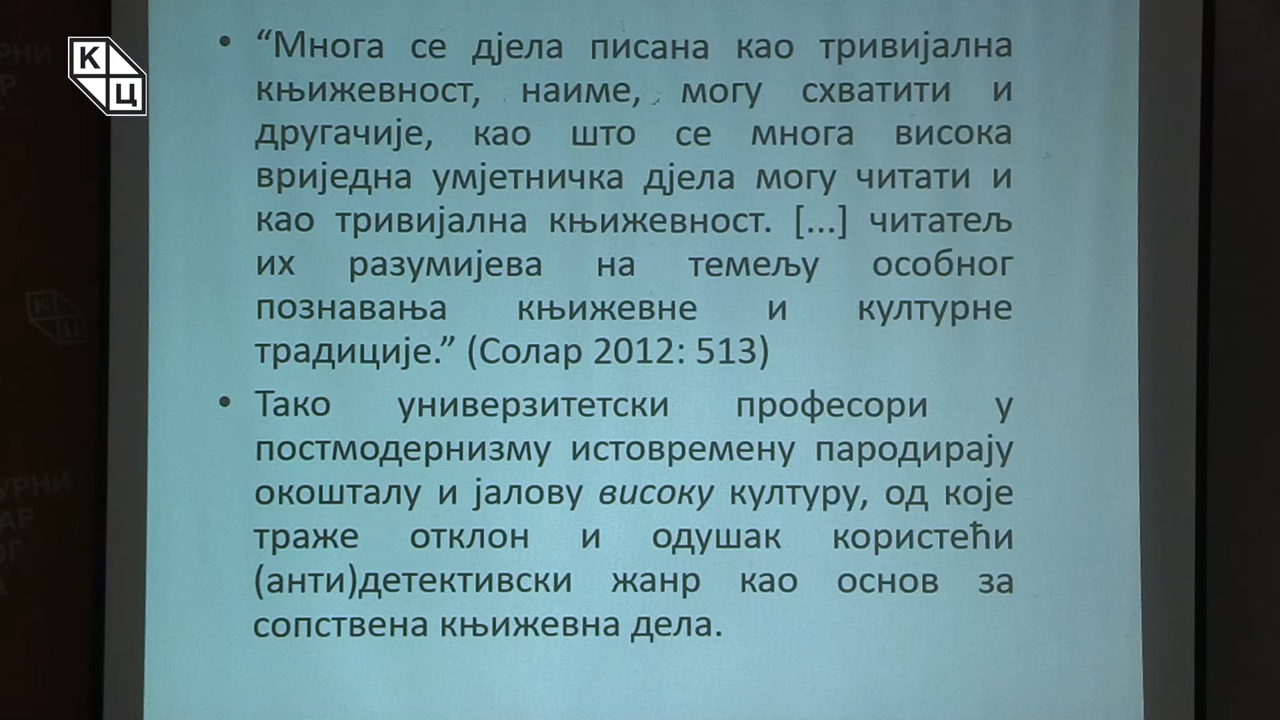 К
Ц
• “Многа се дјела писана као тривијална
књижевност, наиме, могу схватити и
другачије, као што се многа висока
вриједна умјетничка дјела могу читати и
као тривијална књижевност. [...] читатељ
их разумијева на темељу особног
познавања књижевне и културне
традиције.” (Солар 2012: 513)
• Тако универзитетски професори у
постмодернизму истовремену пародирају
окошталу и јалову високу културу, од које
траже отклон и одушак користећи
(анти)детективски жанр као основ за
сопствена књижевна дела.